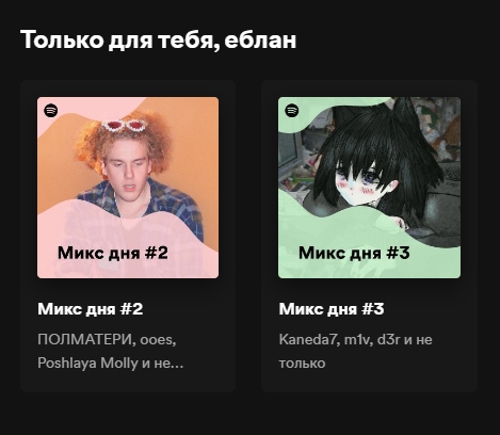 Только для тебя, еблан
Микс дня #2
Микс дня #3
Микс дня #2
ПОЛМАТЕРИ, ooes,
Poshlaya Molly и не...
Микс дня #3
Kaneda7, m1v, d3r и не
только